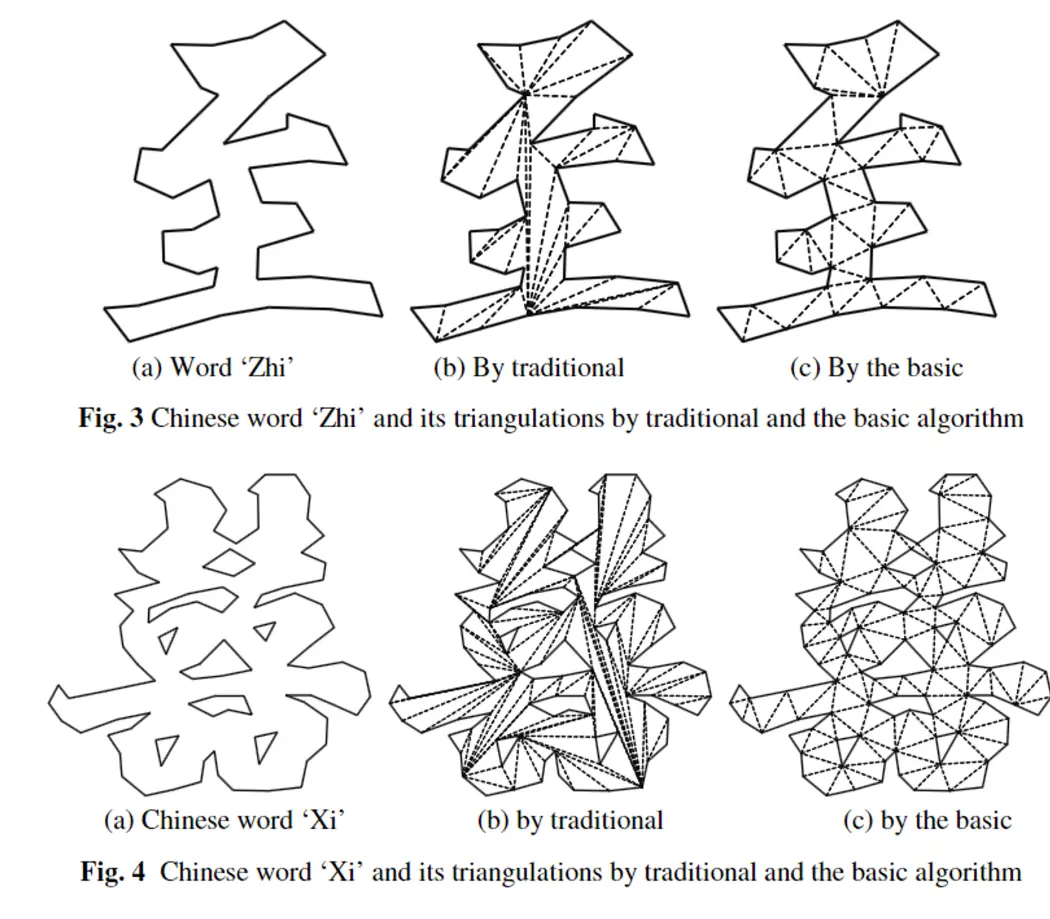 (a) Word ‘Zhi’ (b) By traditional (c) By the basic
Fig. 3 Chinese word ‘Zhi’ and its triangulations by traditional and the basic algorithm
(a) Chinese word ‘Xi’ (b) by traditional (c) by the basic
Fig. 4 Chinese word ‘Xi’ and its triangulations by traditional and the basic algorithm